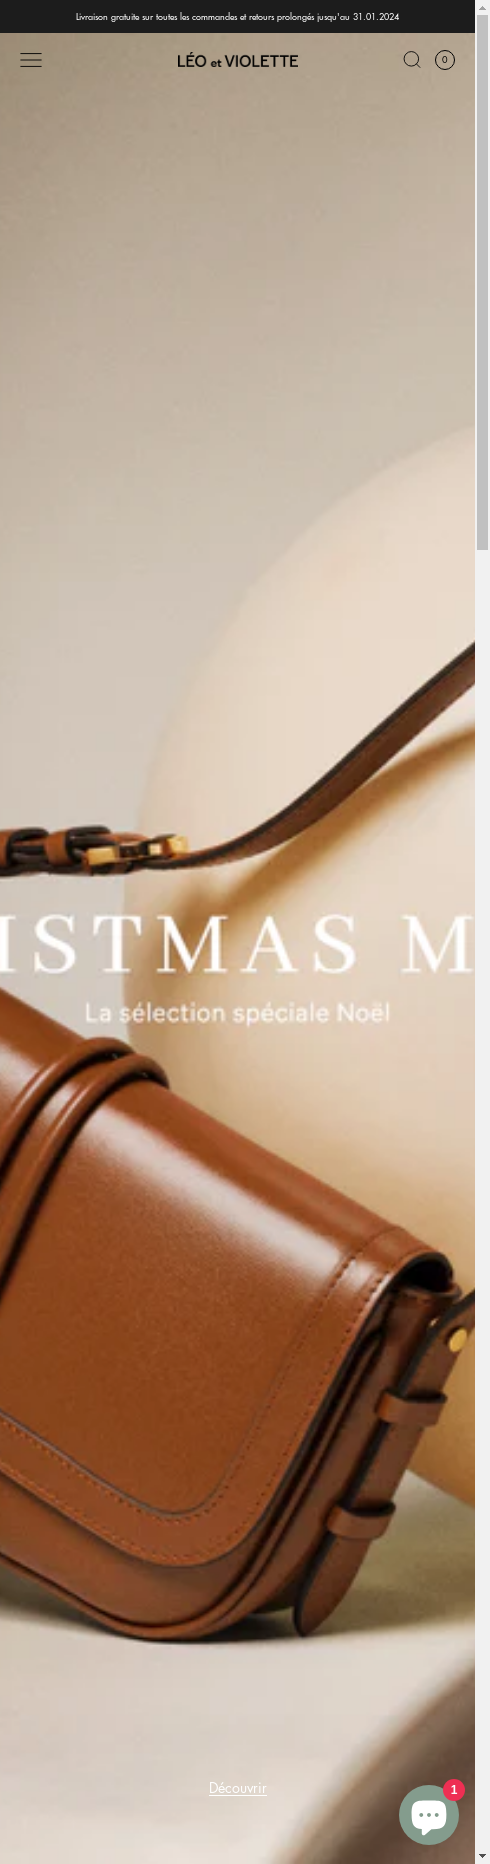 Livraison gratuite sur toutes les commandes et retours prolongés jusqu'au 31.01.2024
LÉO et VIOLETTE
0
ISTMAS M
La sélection spéciale Noël
Découvrir
1